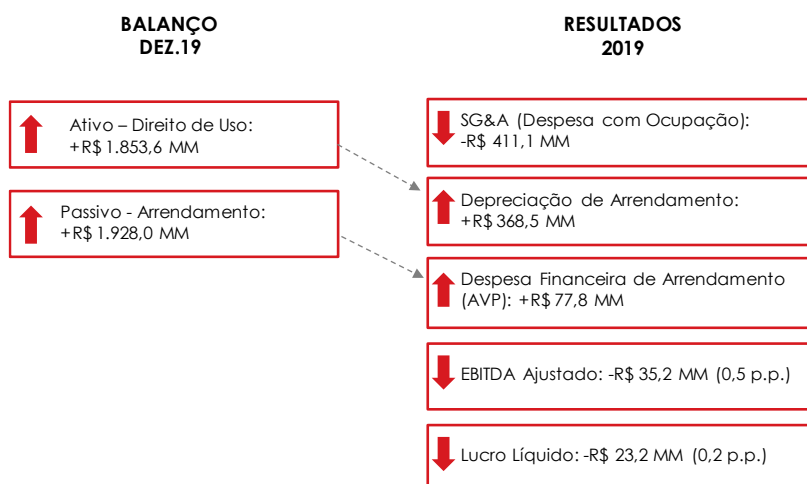 BALANÇO
DEZ.19
Ativo – Direito de Uso:
+R$ 1.853,6 MM
Passivo - Arrendamento:
+R$ 1.928,0 MM
RESULTADOS
2019
SG&A (Despesa com Ocupação):
-R$ 411,1 MM
Depreciação de Arrendamento:
+R$ 368,5 MM
Despesa Financeira de Arrendamento
(AVP): +R$ 77,8 MM
EBITDA Ajustado: -R$ 35,2 MM (0,5 p.p.)
Lucro Líquido: -R$ 23,2 MM (0,2 p.p.)